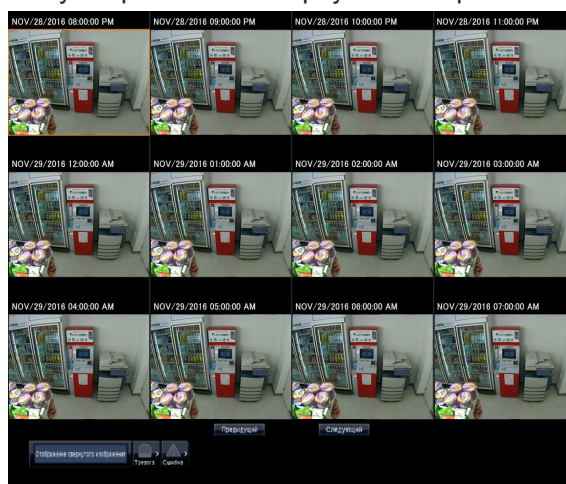 NOV/28/2016 08:00:00 PM NOV/28/2016 09:00:00 PM NOV/28/2016 10:00:00 PM NOV/28/2016 11:00:00 PM
NOV/29/2016 12:00:00 AM NOV/29/2016 01:00:00 AM NOV/29/2016 02:00:00 AM NOV/29/2016 03:00:00 AM
NOV/29/2016 04:00:00 AM NOV/29/2016 05:00:00 AM NOV/29/2016 06:00:00 AM NOV/29/2016 07:00:00 AM
Предыдущий Следующий
Отображение свернутого изображения
Тревога Ошибка